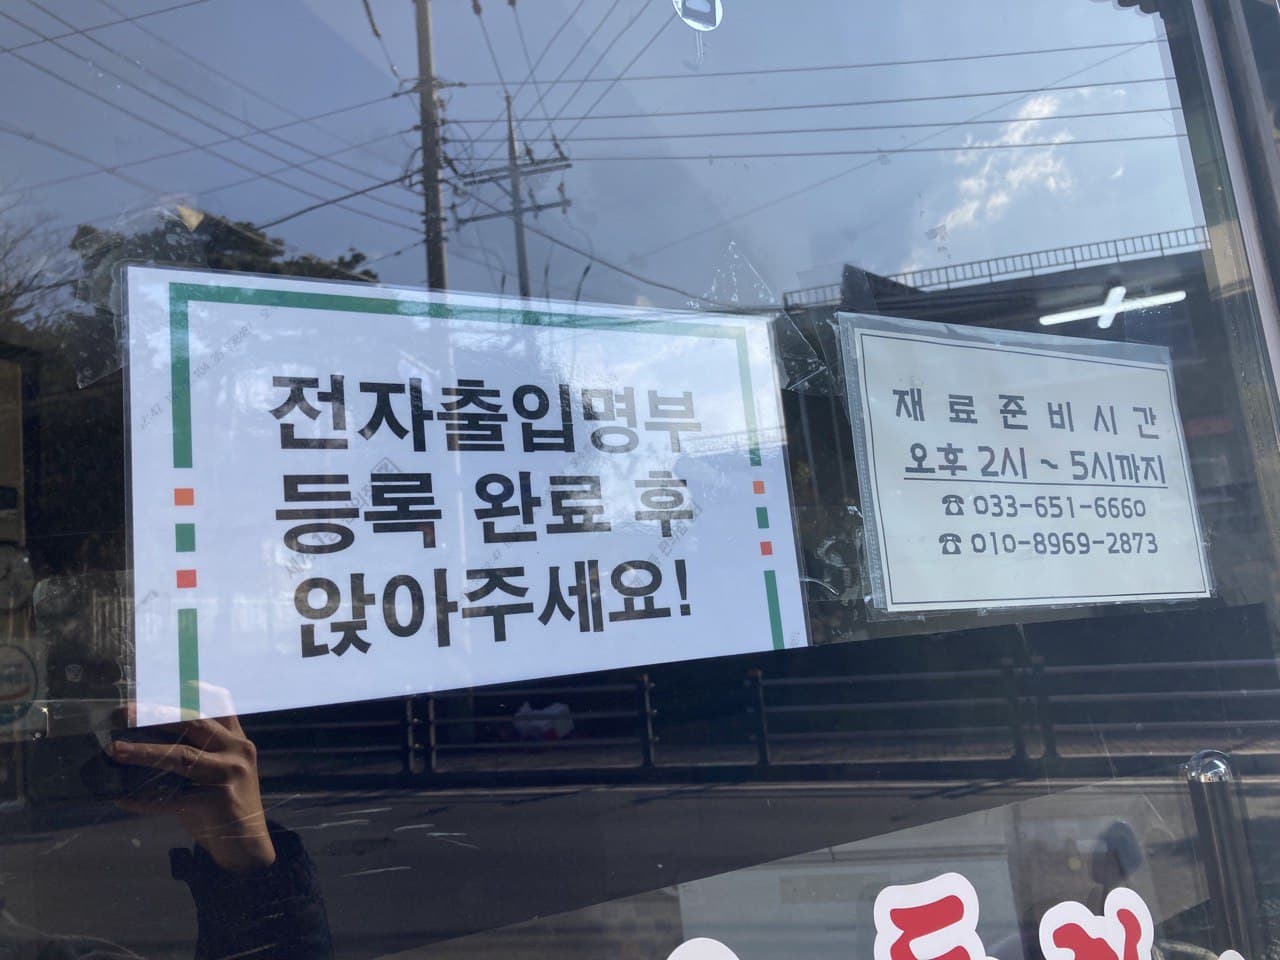 전자출입명부
등록 완료 후
앉아주세요!
재료준비시간
오후 2시 ~ 5시까지
☎ 033-651-6660
☎ 010-8969-2873